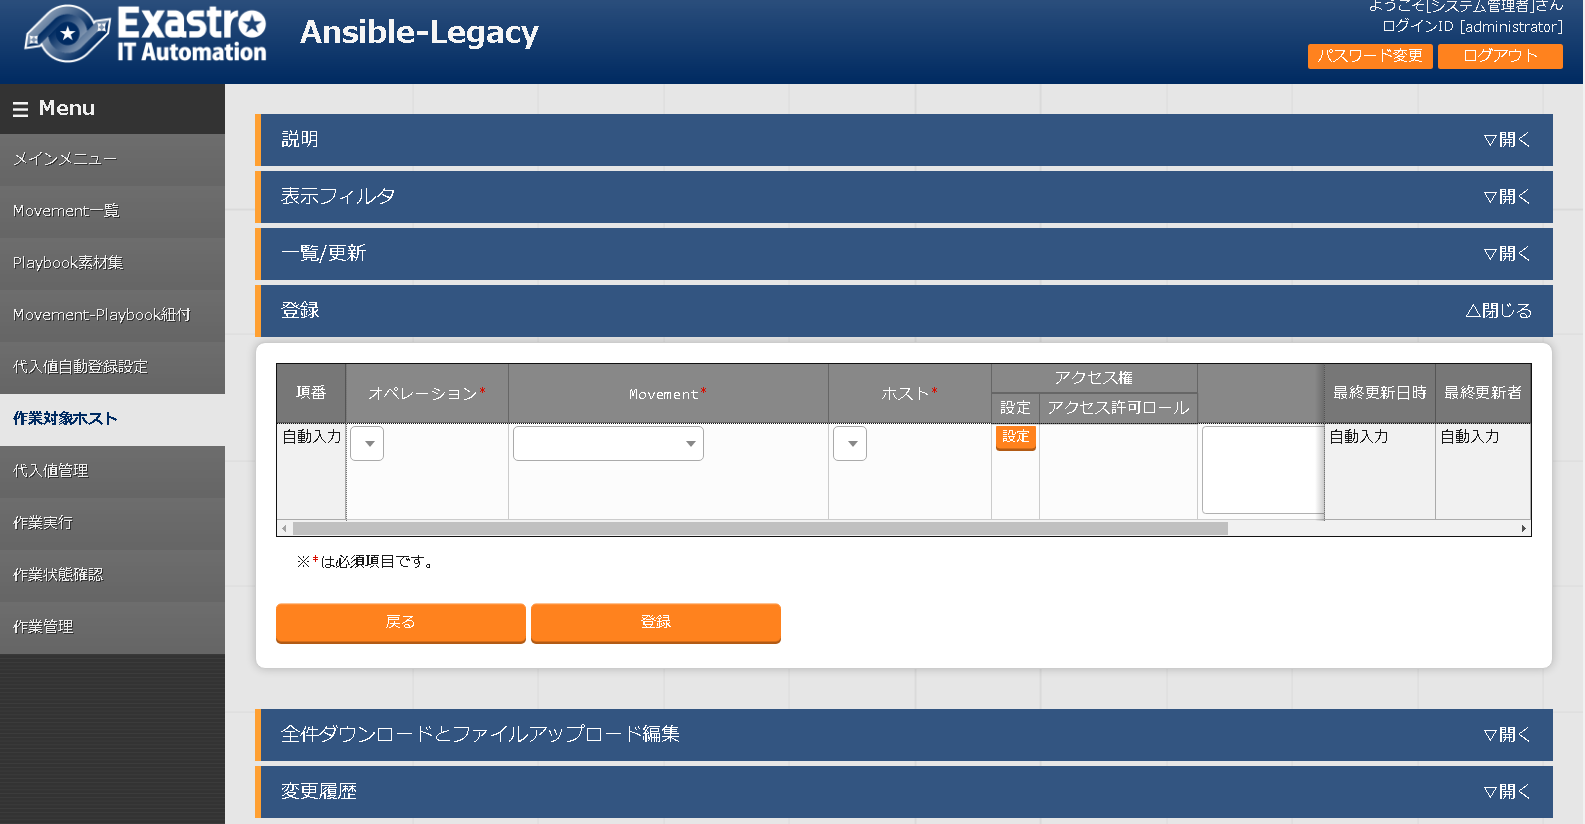 Exastro
IT Automation
Ansible-Legacy
ようこそ[システム管理者]さん
ログインID [administrator]
パスワード変更
ログアウト
Menu
メインメニュー
Movement一覧
Playbook素材集
Movement-Playbook紐付
代入値自動登録設定
作業対象ホスト
代入値管理
作業実行
作業状態確認
作業管理
説明
▽開く
表示フィルタ
▽開く
一覧/更新
▽開く
登録
△閉じる
項番
オペレーション*
Movement*
ホスト*
アクセス権
設定
アクセス許可ロール
最終更新日時
最終更新者
自動入力
設定
自動入力
自動入力
※*は必須項目です。
戻る
登録
全件ダウンロードとファイルアップロード編集
▽開く
変更履歴
▽開く